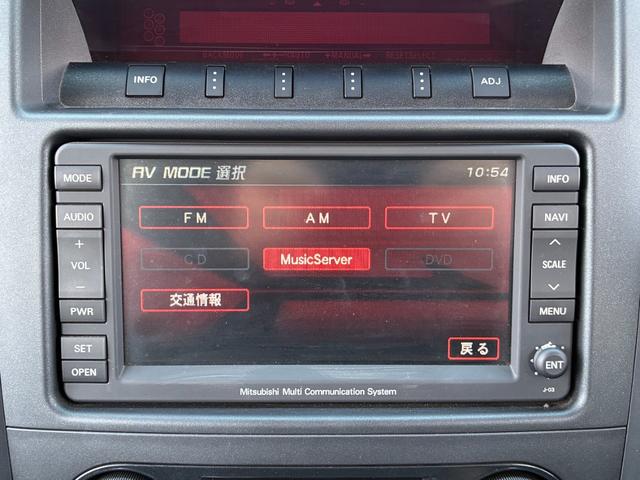 INFO
ADJ
MODE
AUDIO
+
VOL
−
PWR
SET
OPEN
AV MODE 選択
10:54
FM
AM
TV
CD
MusicServer
DVD
交通情報
戻る
INFO
NAVI
SCALE
MENU
ENT
J-03
Mitsubishi Multi Communication System